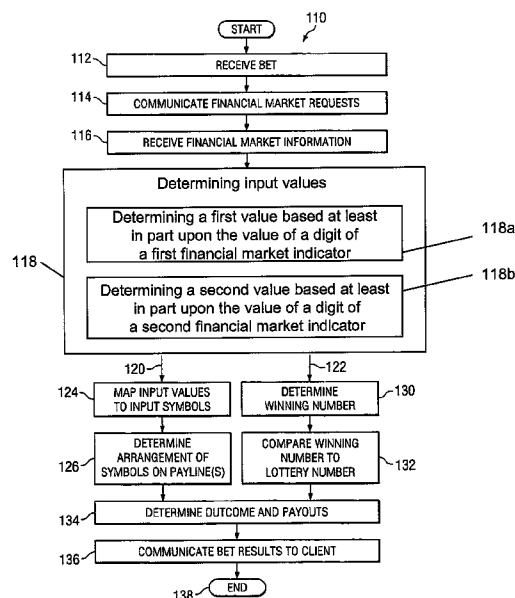 110
START
112
RECEIVE BET
114
COMMUNICATE FINANCIAL MARKET REQUESTS
116
RECEIVE FINANCIAL MARKET INFORMATION
Determining input values
Determining a first value based at least
in part upon the value of a digit of
a first financial market indicator
118a
118
118b
Determining a second value based at least
in part upon the value of a digit of
a second financial market indicator
120
122
124
MAP INPUT VALUES
TO INPUT SYMBOLS
DETERMINE
WINNING NUMBER
130
126
DETERMINE
ARRANGEMENT OF
SYMBOLS ON PAYLINE(S)
COMPARE WINNING
NUMBER TO
LOTTERY NUMBER
132
134
DETERMINE OUTCOME AND PAYOUTS
136
COMMUNICATE BET RESULTS TO CLIENT
138
END